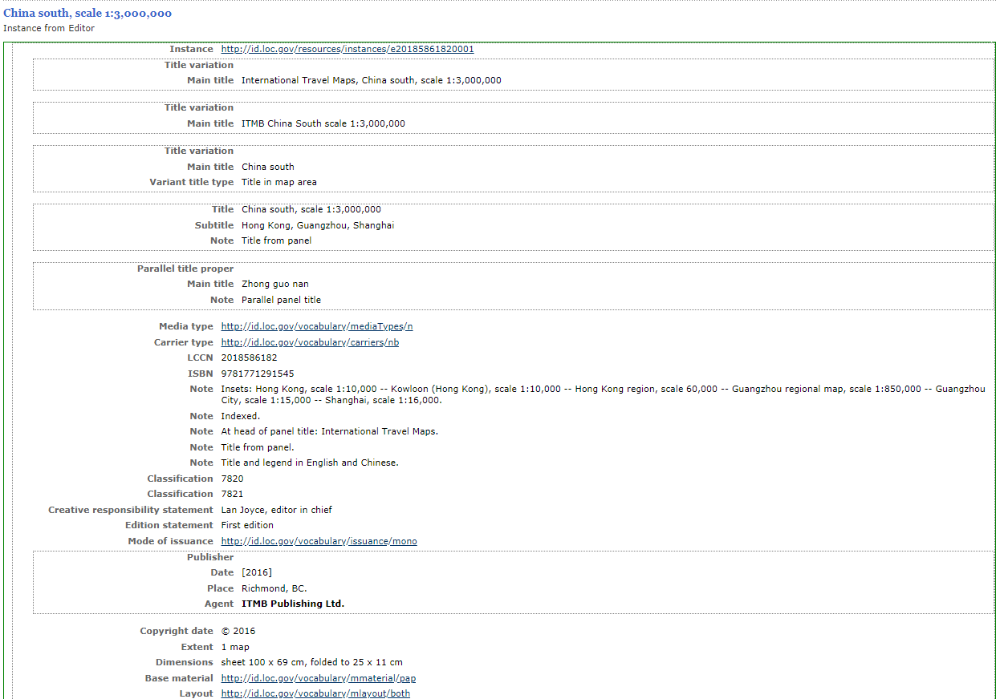 China south, scale 1:3,000,000
Instance from Editor
Instance http://id.loc.gov/resources/instances/e20185861820001
Title variation
Main title International Travel Maps, China south, scale 1:3,000,000
Title variation
Main title ITMB China South scale 1:3,000,000
Title variation
Main title China south
Variant title type Title in map area
Title China south, scale 1:3,000,000
Subtitle Hong Kong, Guangzhou, Shanghai
Note Title from panel
Parallel title proper
Main title Zhong guo nan
Note Parallel panel title
Media type http://id.loc.gov/vocabulary/mediaTypes/n
Carrier type http://id.loc.gov/vocabulary/carriers/nb
LCCN 2018586182
ISBN 9781771291545
Note Insets: Hong Kong, scale 1:10,000 -- Kowloon (Hong Kong), scale 1:10,000 -- Hong Kong region, scale 60,000 -- Guangzhou regional map, scale 1:850,000 -- Guangzhou
City, scale 1:15,000 -- Shanghai, scale 1:16,000.
Note Indexed.
Note At head of panel title: International Travel Maps.
Note Title from panel.
Note Title and legend in English and Chinese.
Classification 7820
Classification 7821
Creative responsibility statement Lan Joyce, editor in chief
Edition statement First edition
Mode of issuance http://id.loc.gov/vocabulary/issuance/mono
Publisher
Date [2016]
Place Richmond, BC.
Agent ITMB Publishing Ltd.
Copyright date © 2016
Extent 1 map
Dimensions sheet 100 x 69 cm, folded to 25 x 11 cm
Base material http://id.loc.gov/vocabulary/mmaterial/pap
Layout http://id.loc.gov/vocabulary/mlayout/both